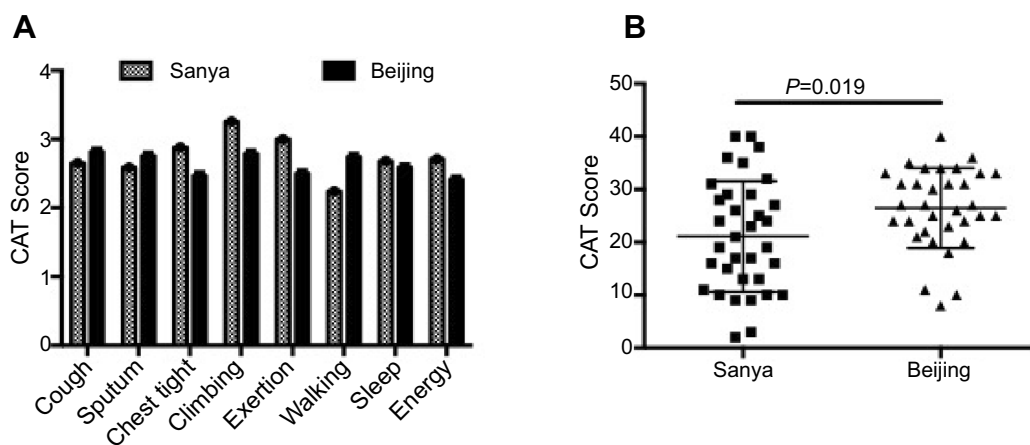 A
Sanya
Beijing
CAT Score
4
3
2
1
0
Cough
Sputum
Chest tight
Climbing
Exertion
Walking
Sleep
Energy
B
P=0.019
CAT Score
50
40
30
20
10
0
Sanya
Beijing